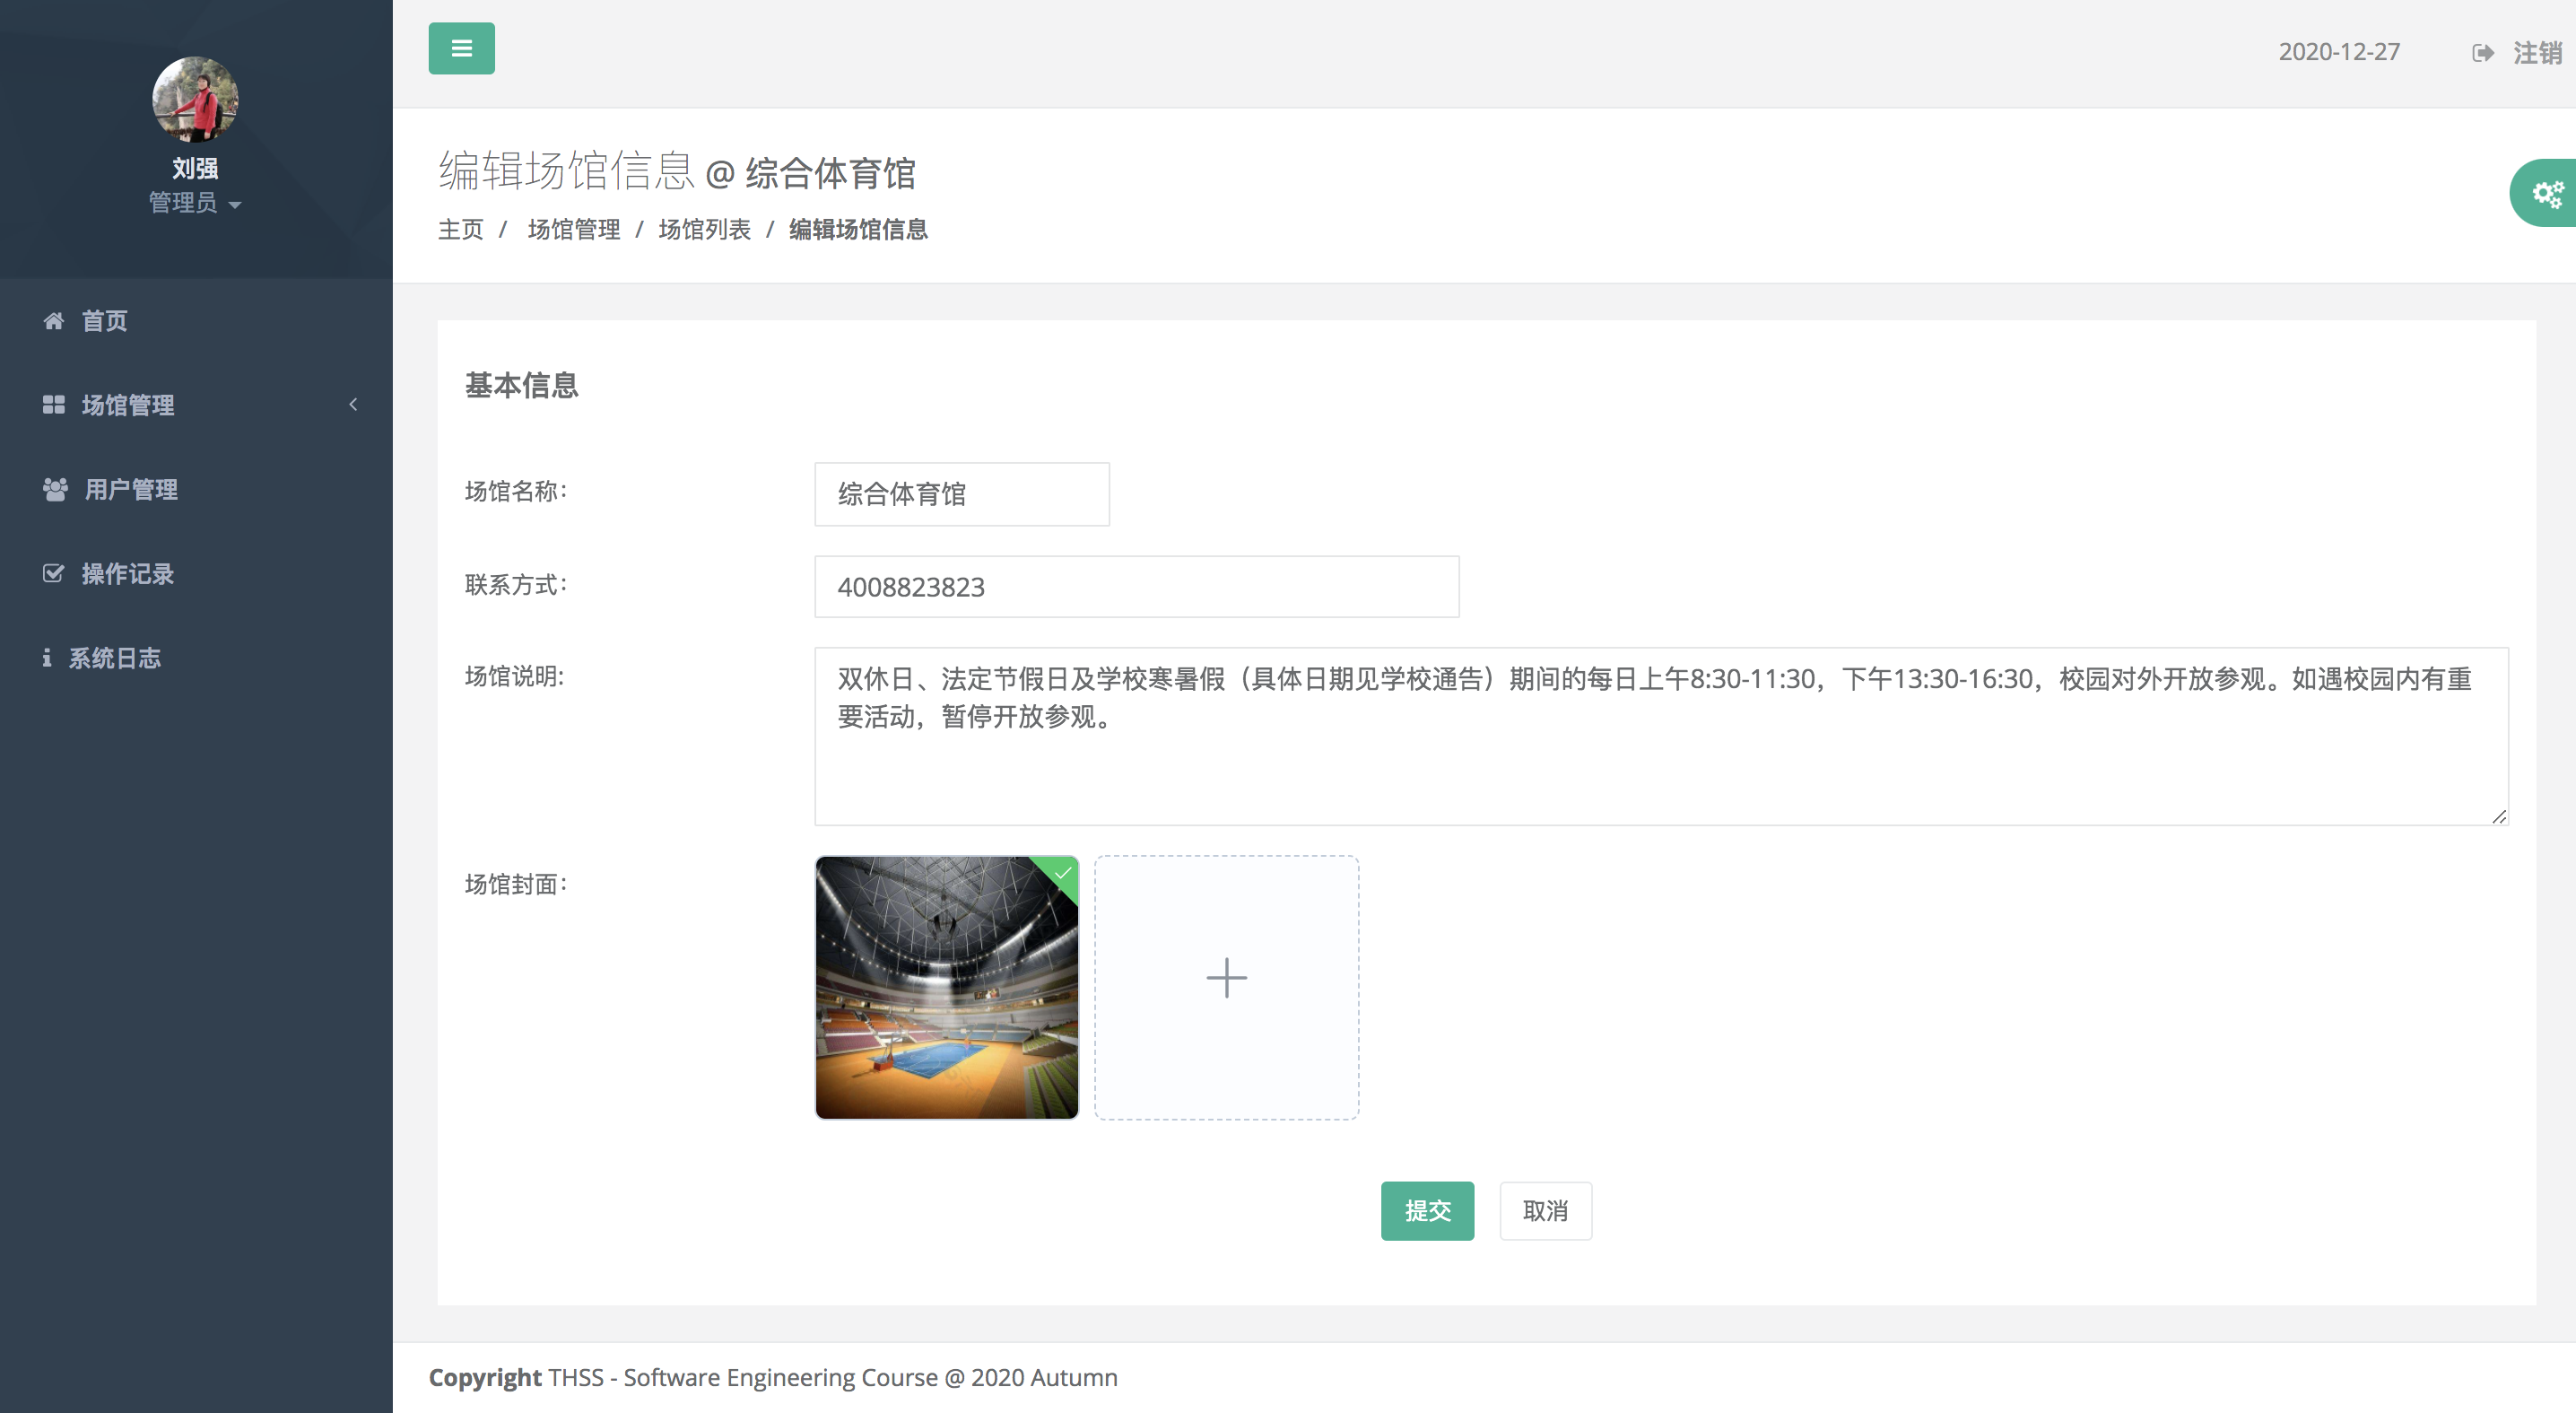 刘强
管理员
首页
场馆管理
用户管理
操作记录
系统日志
2020-12-27
注销
编辑场馆信息 @ 综合体育馆
主页 / 场馆管理 / 场馆列表 / 编辑场馆信息
基本信息
场馆名称：
综合体育馆
联系方式：
4008823823
场馆说明:
双休日、法定节假日及学校寒暑假（具体日期见学校通告）期间的每日上午8:30-11:30，下午13:30-16:30，校园对外开放参观。如遇校园内有重
要活动，暂停开放参观。
场馆封面：
提交
取消
Copyright THSS - Software Engineering Course @ 2020 Autumn